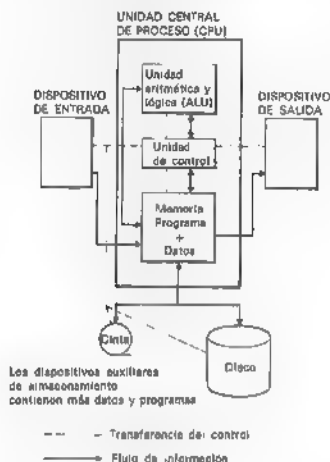 UNIDAD CENTRAL
DE PROCESO (CPU)
DISPOSITIVO
DE ENTRADA
Unidad
aritmética y
lógica (ALU)
DISPOSITIVO
DE SALIDA
Unidad
de control
Memoria
Programa
+
Datos
Cinta
Disco
Los dispositivos auxiliares
de almacenamiento
contienen más datos y programas
Transferencia del control
Flujo de información